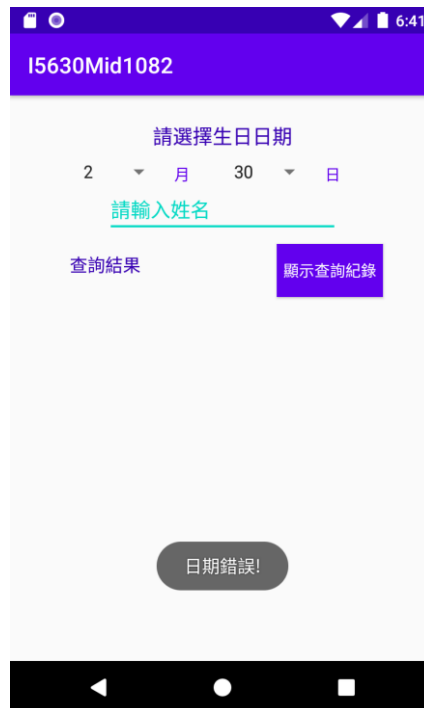 6:41
I5630Mid1082
請選擇生日日期
2 月 30 日
請輸入姓名
查詢結果 顯示查詢紀錄
日期錯誤!